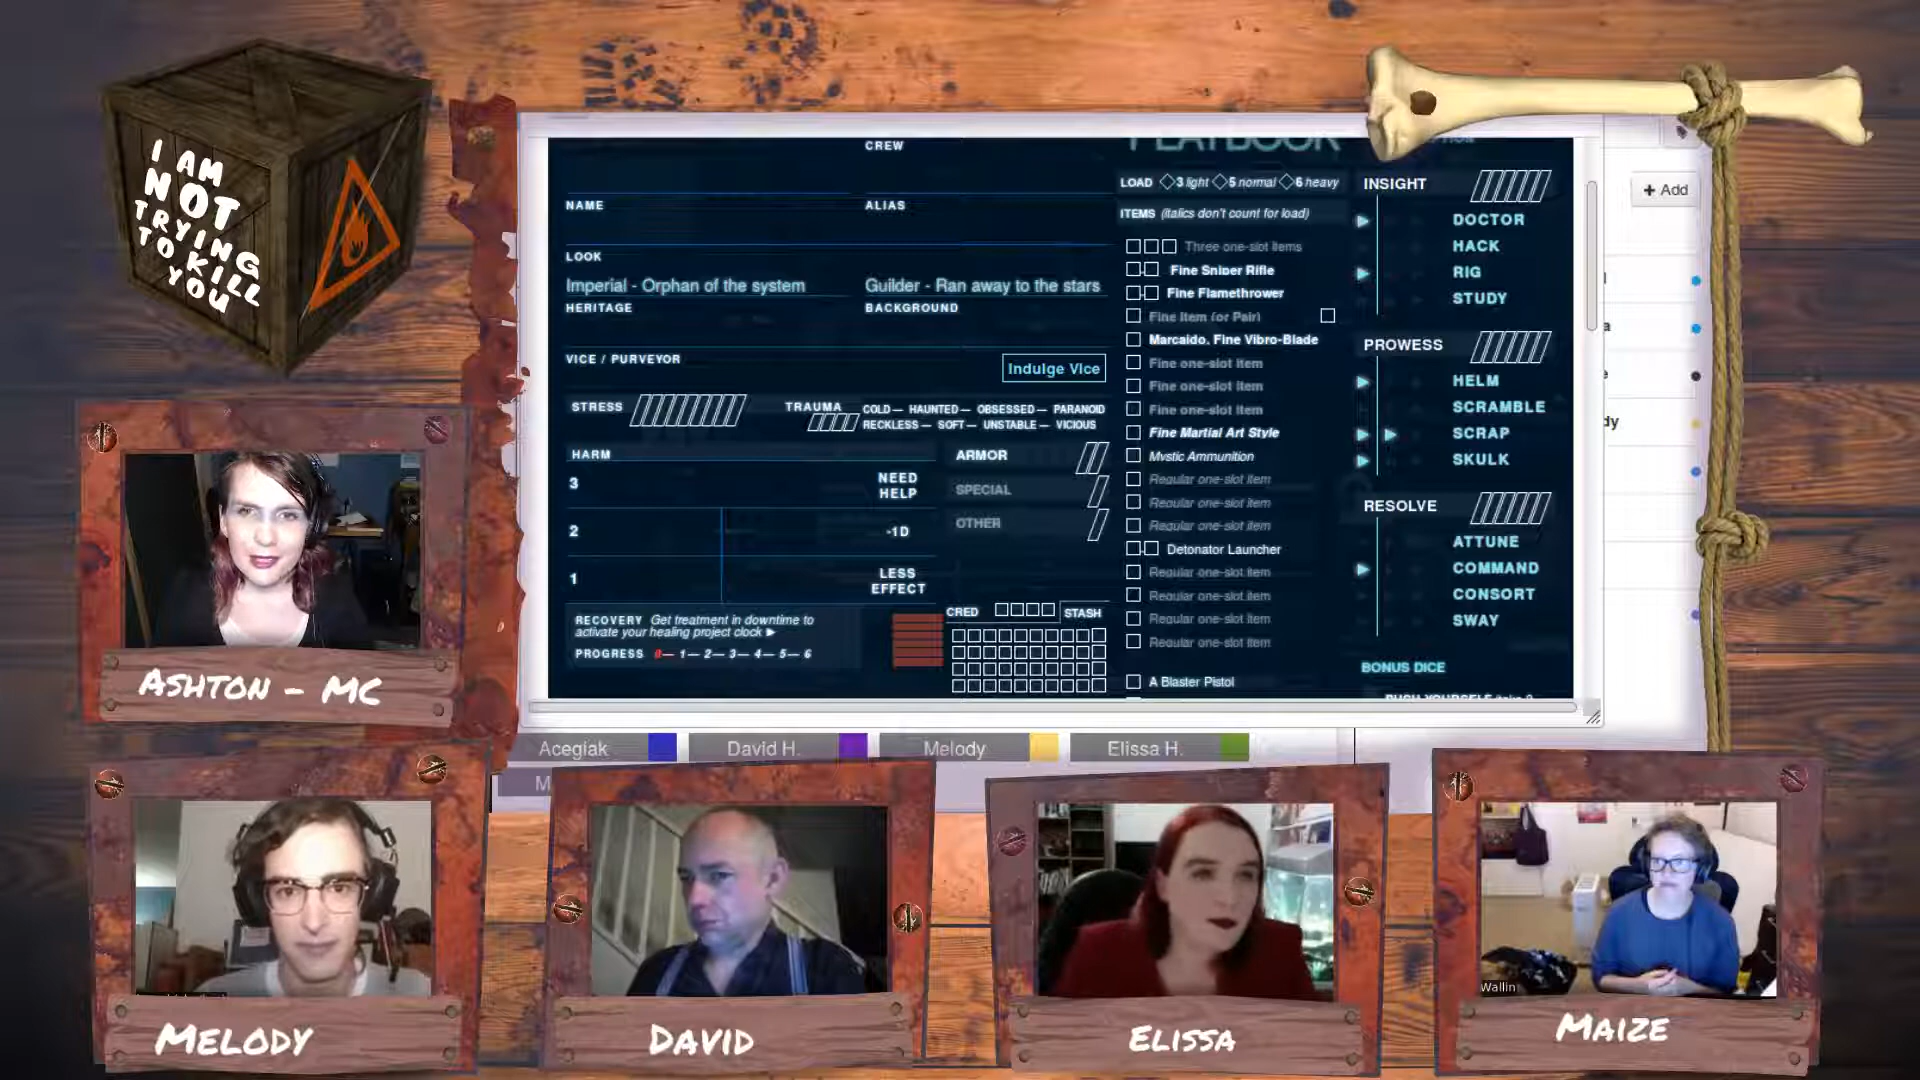 I AM
NOT
TRYING
TO KILL
YOU
ASHTON - MC
CREW
NAME
ALIAS
LOOK
Imperial - Orphan of the system
Guilder - Ran away to the stars
HERITAGE
BACKGROUND
VICE / PURVEYOR
Indulge Vice
STRESS
TRAUMA
COLD— HAUNTED— OBSESSED— PARANOID
RECKLESS— SOFT— UNSTABLE— VICIOUS
HARM
3
NEED
HELP
2
-1D
1
LESS
EFFECT
ARMOR
SPECIAL
OTHER
RECOVERY Get treatment in downtime to
activate your healing project clock ▶
PROGRESS 0— 1— 2— 3— 4— 5— 6
CRED
STASH
PLAYBOOK
LOAD 3 light 5 normal 6 heavy
ITEMS (italics don't count for load)
Three one-slot items
Fine Sniper Rifle
Fine Flamethrower
Fine Item (or Pair)
Marcaido, Fine Vibro-Blade
Fine one-slot item
Fine one-slot item
Fine one-slot item
Fine Martial Art Style
Mystic Ammunition
Regular one-slot item
Regular one-slot item
Regular one-slot item
Detonator Launcher
Regular one-slot item
Regular one-slot item
Regular one-slot item
Regular one-slot item
A Blaster Pistol
INSIGHT
DOCTOR
HACK
RIG
STUDY
PROWESS
HELM
SCRAMBLE
SCRAP
SKULK
RESOLVE
ATTUNE
COMMAND
CONSORT
SWAY
BONUS DICE
PUSH YOURSELF
+ Add
dy
Acegiak
David H.
Melody
Elissa H.
M
MELODY
DAVID
ELISSA
Wallin
MAIZE